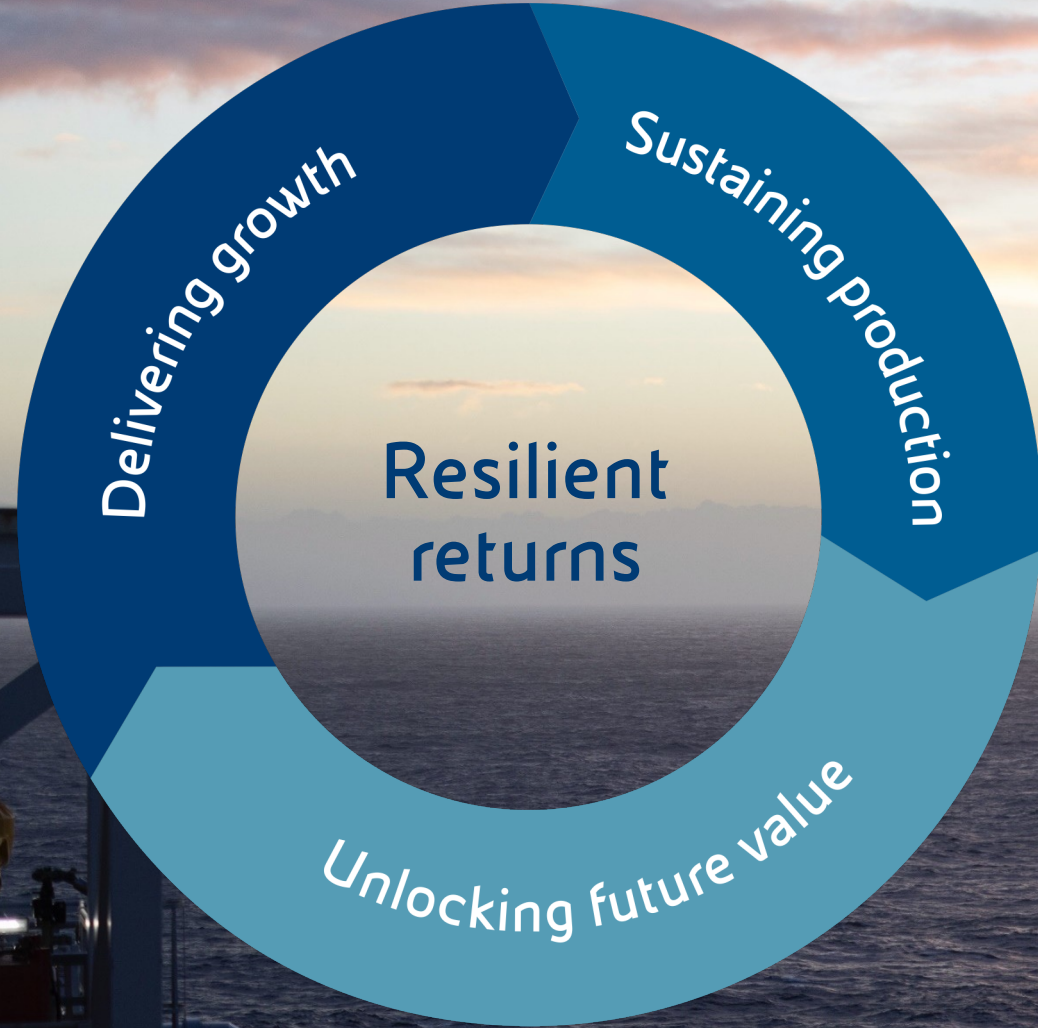 Delivering growth
Sustaining production
Resilient
returns
Unlocking future value